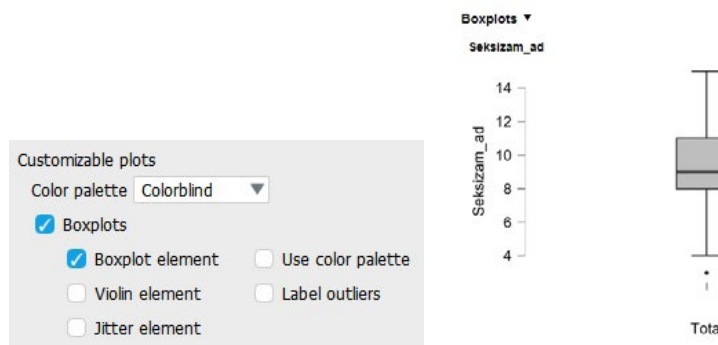 Customizable plots
Color palette Colorblind
Boxplots
Boxplot element Use color palette
Violin element Label outliers
Jitter element
Boxplots
Seksizam_ad
14
12
10
8
6
4
Seksizam_ad